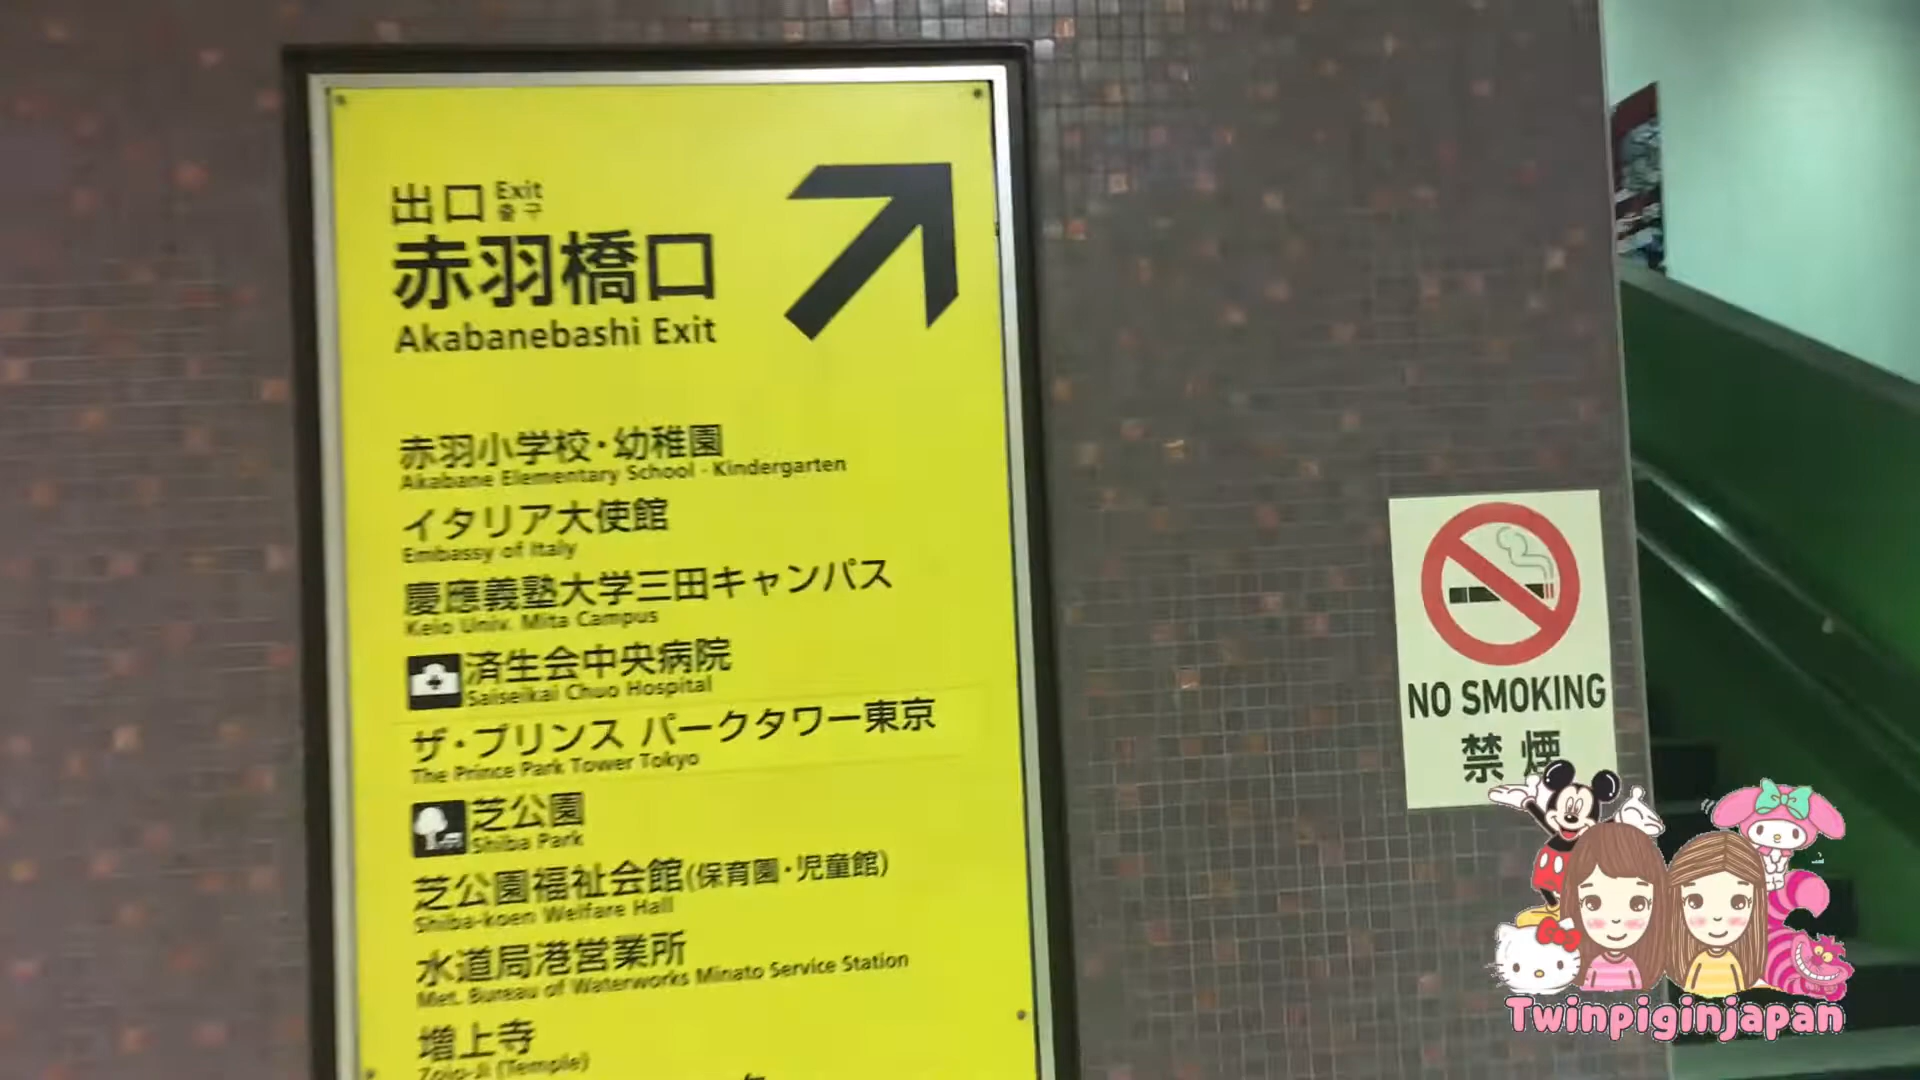 出口 Exit
출구
赤羽橋口
Akabanebashi Exit
赤羽小学校・幼稚園
Akabane Elementary School・Kindergarten
イタリア大使館
Embassy of Italy
慶應義塾大学三田キャンパス
Keio Univ. Mita Campus
済生会中央病院
Saiseikai Chuo Hospital
ザ・プリンス パークタワー東京
The Prince Park Tower Tokyo
芝公園
Shiba Park
芝公園福祉会館(保育園・児童館)
Shiba-koen Welfare Hall
水道局港営業所
Met. Bureau of Waterworks Minato Service Station
増上寺
Zojo-Ji (Temple)
NO SMOKING
禁煙
Twinpiginjapan